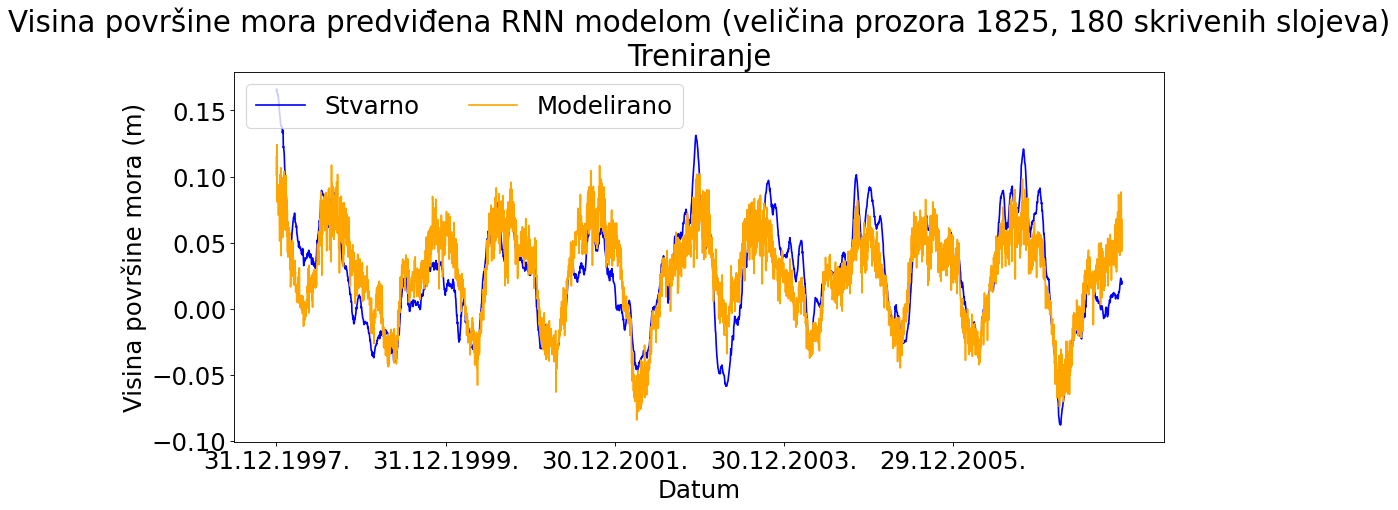 Visina površine mora predviđena RNN modelom (veličina prozora 1825, 180 skrivenih slojeva)
Treniranje
Stvarno Modelirano
Visina površine mora (m)
0.15
0.10
0.05
0.00
−0.05
−0.10
31.12.1997. 31.12.1999. 30.12.2001. 30.12.2003. 29.12.2005.
Datum